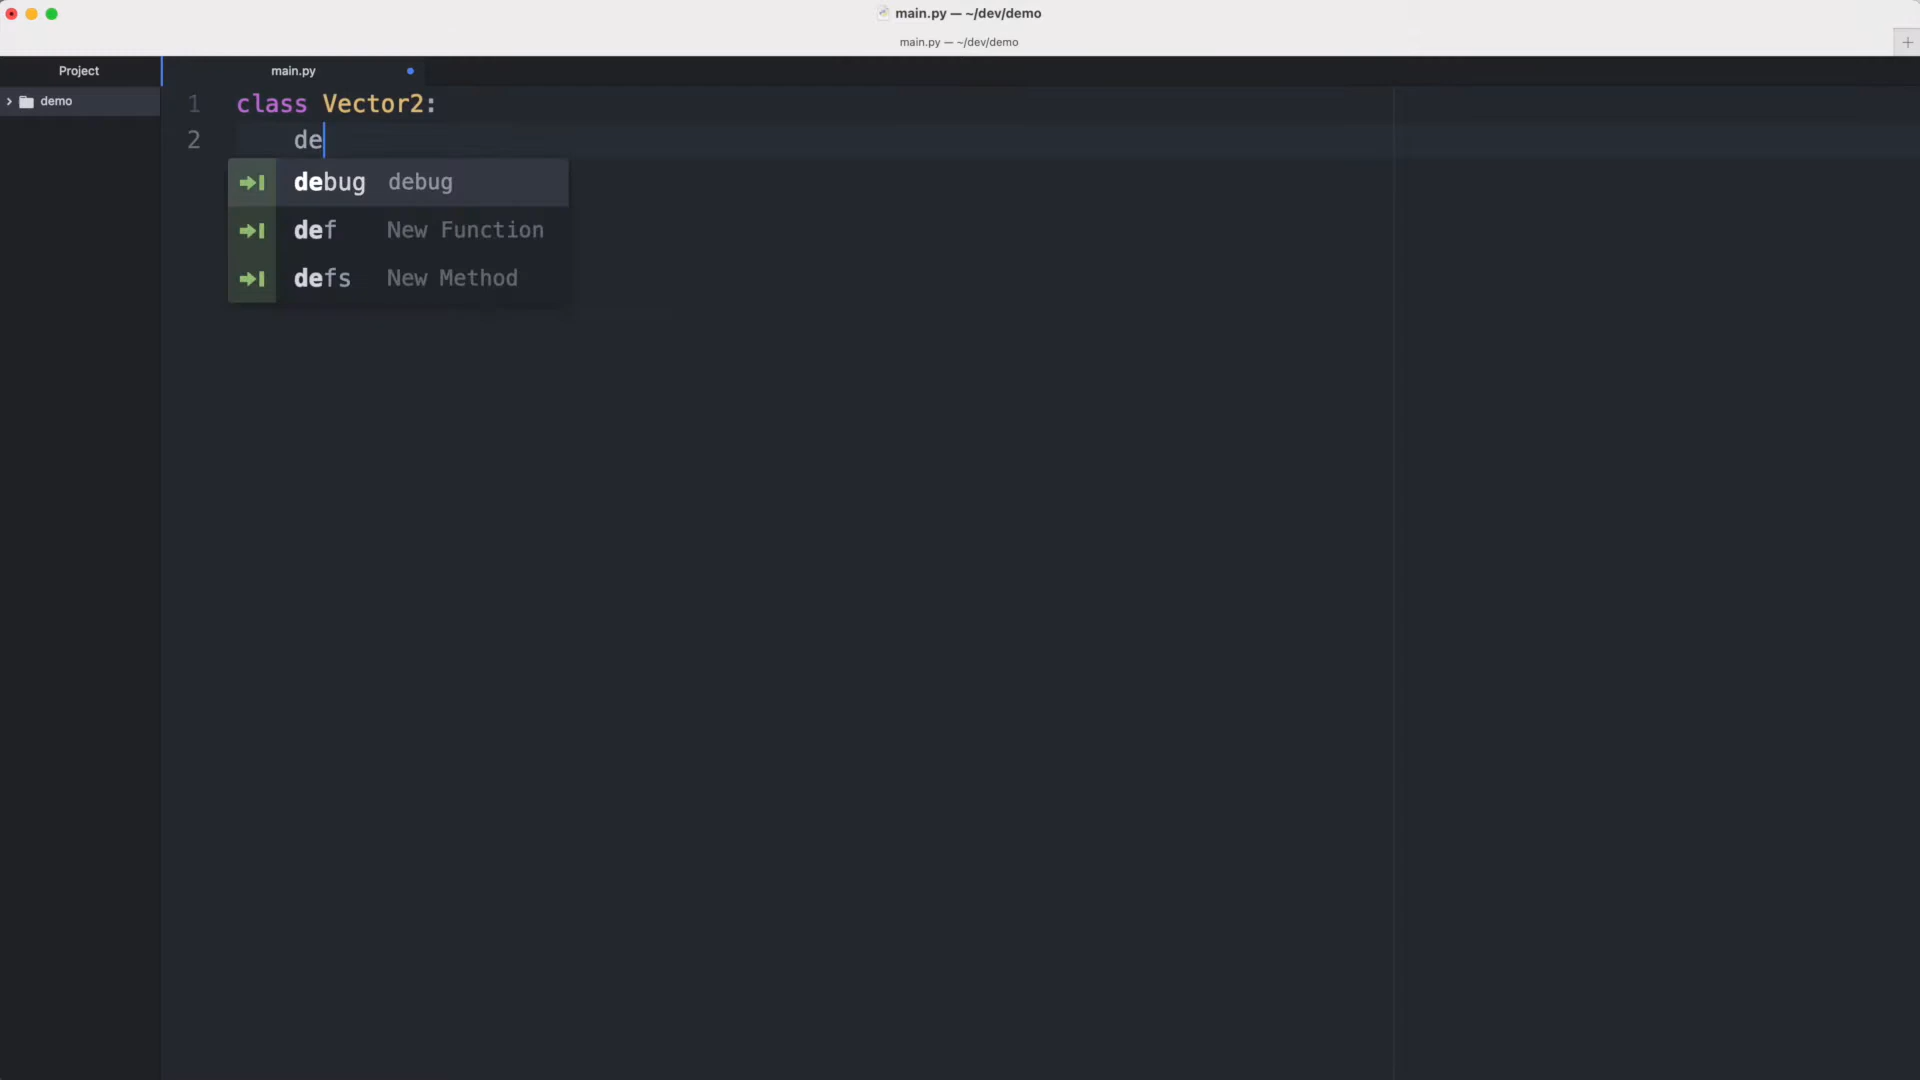 main.py — ~/dev/demo
main.py — ~/dev/demo
Project
main.py
demo
1 class Vector2:
2     de
debug debug
def New Function
defs New Method